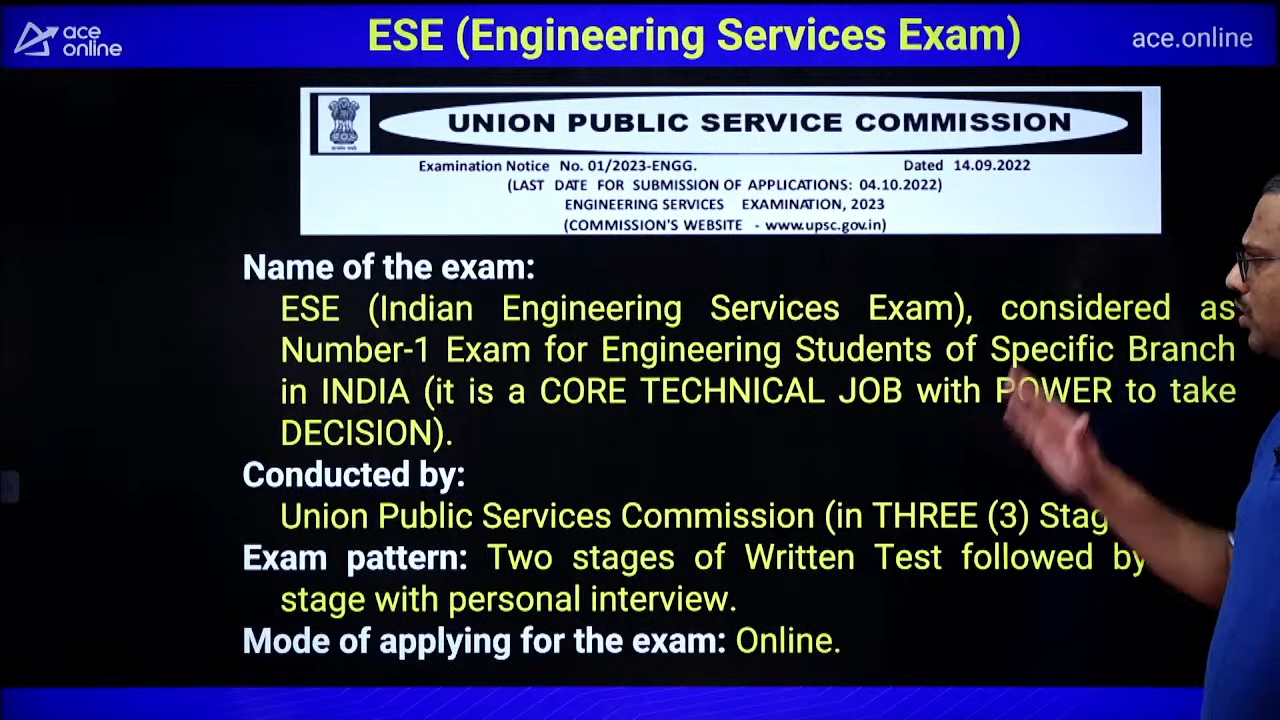 ace online
ESE (Engineering Services Exam)
ace.online
UNION PUBLIC SERVICE COMMISSION
Examination Notice No. 01/2023-ENGG. Dated 14.09.2022
(LAST DATE FOR SUBMISSION OF APPLICATIONS: 04.10.2022)
ENGINEERING SERVICES EXAMINATION, 2023
(COMMISSION'S WEBSITE - www.upsc.gov.in)
Name of the exam:
ESE (Indian Engineering Services Exam), considered as
Number-1 Exam for Engineering Students of Specific Branch
in INDIA (it is a CORE TECHNICAL JOB with POWER to take
DECISION).
Conducted by:
Union Public Services Commission (in THREE (3)
Exam pattern: Two stages of Written Test followed by
stage with personal interview.
Mode of applying for the exam: Online.